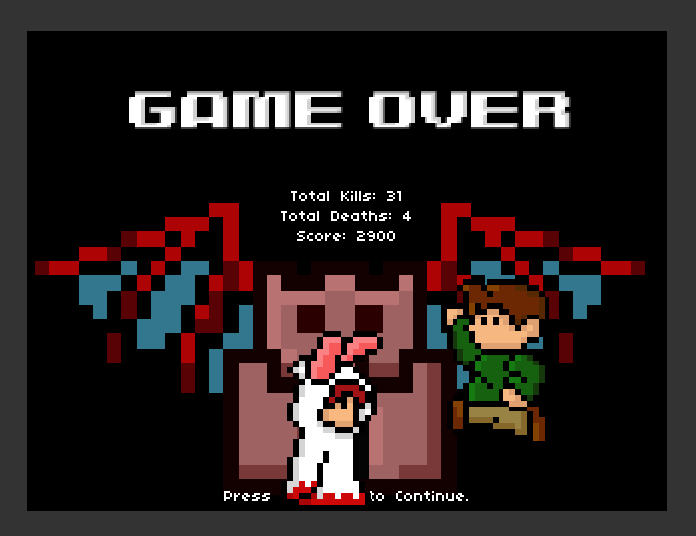 GAME OVER
Total Kills: 31
Total Deaths: 4
Score: 2900
Press to Continue.